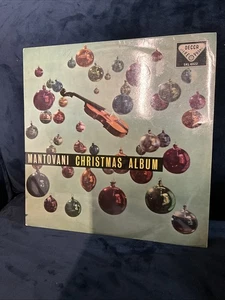 DECCA
MANTOVANI CHRISTMAS ALBUM